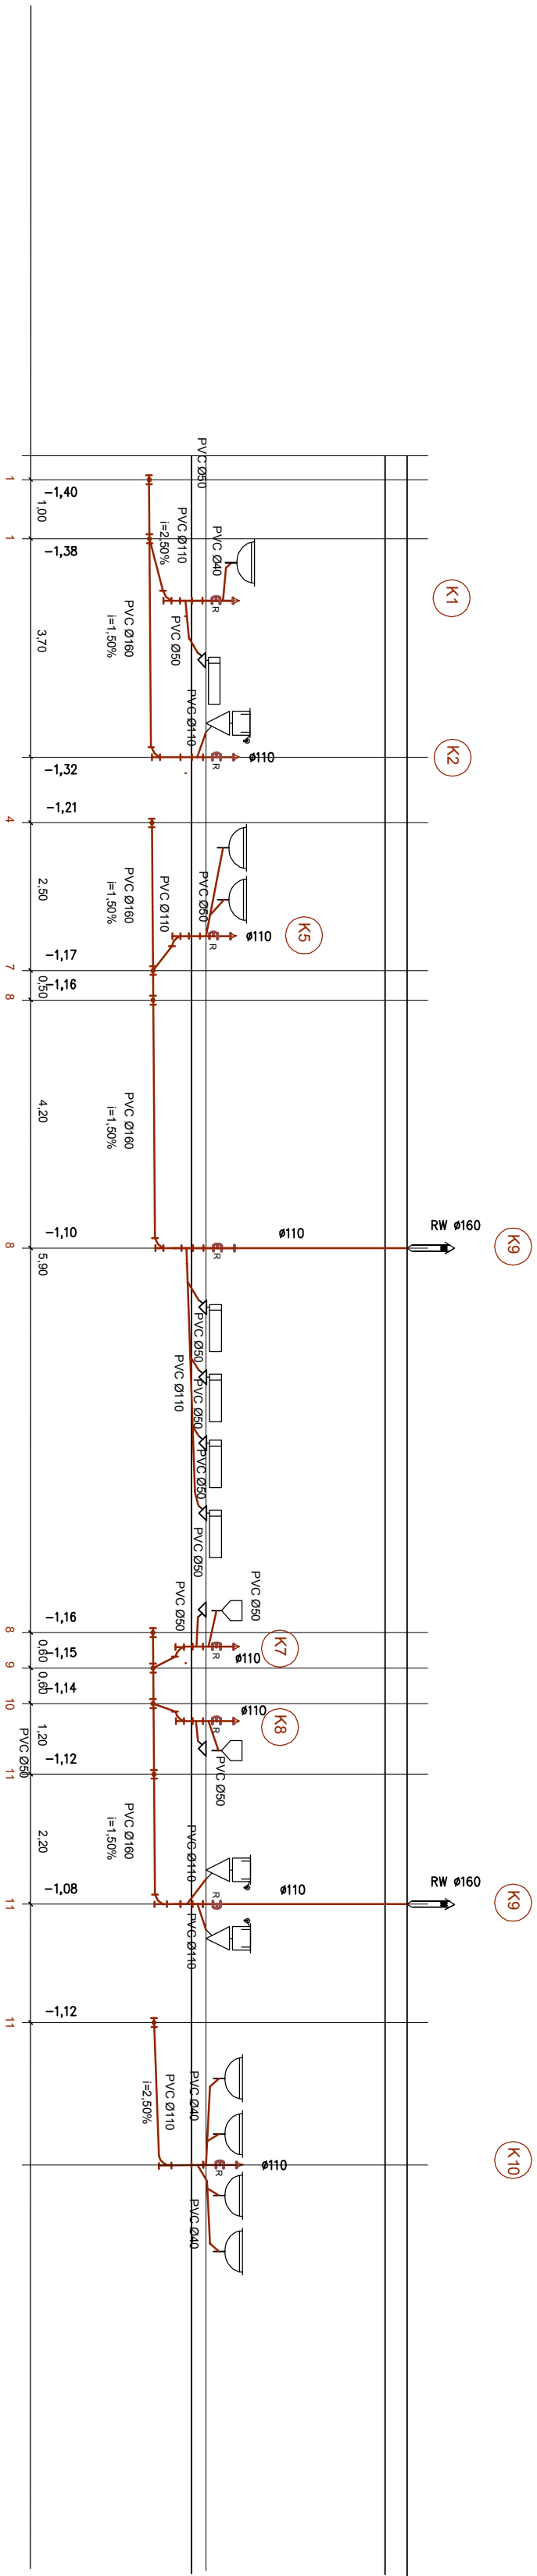 1
−1,40
PVC Ø50
1,00
1
−1,38
PVC Ø110
i=2,50%
PVC Ø40
R
K1
3,70
PVC Ø160
i=1,50%
PVC Ø50
PVC Ø110
R
ø110
K2
−1,32
−1,21
4
2,50
PVC Ø160
i=1,50%
PVC Ø110
PVC Ø50
R
ø110
K5
−1,17
7
0,50
−1,16
8
4,20
PVC Ø160
i=1,50%
−1,10
8
5,90
R
ø110
RW ø160
K9
PVC Ø50
PVC Ø110
PVC Ø50
PVC Ø50
PVC Ø50
−1,16
8
PVC Ø50
PVC Ø50
R
ø110
K7
0,60
−1,15
9
0,60
−1,14
10
R
ø110
K8
PVC Ø50
1,20
PVC Ø50
−1,12
11
2,20
PVC Ø160
i=1,50%
PVC Ø110
−1,08
11
R
ø110
RW ø160
K9
PVC Ø110
−1,12
11
PVC Ø110
i=2,50%
PVC Ø40
R
ø110
K10
PVC Ø40